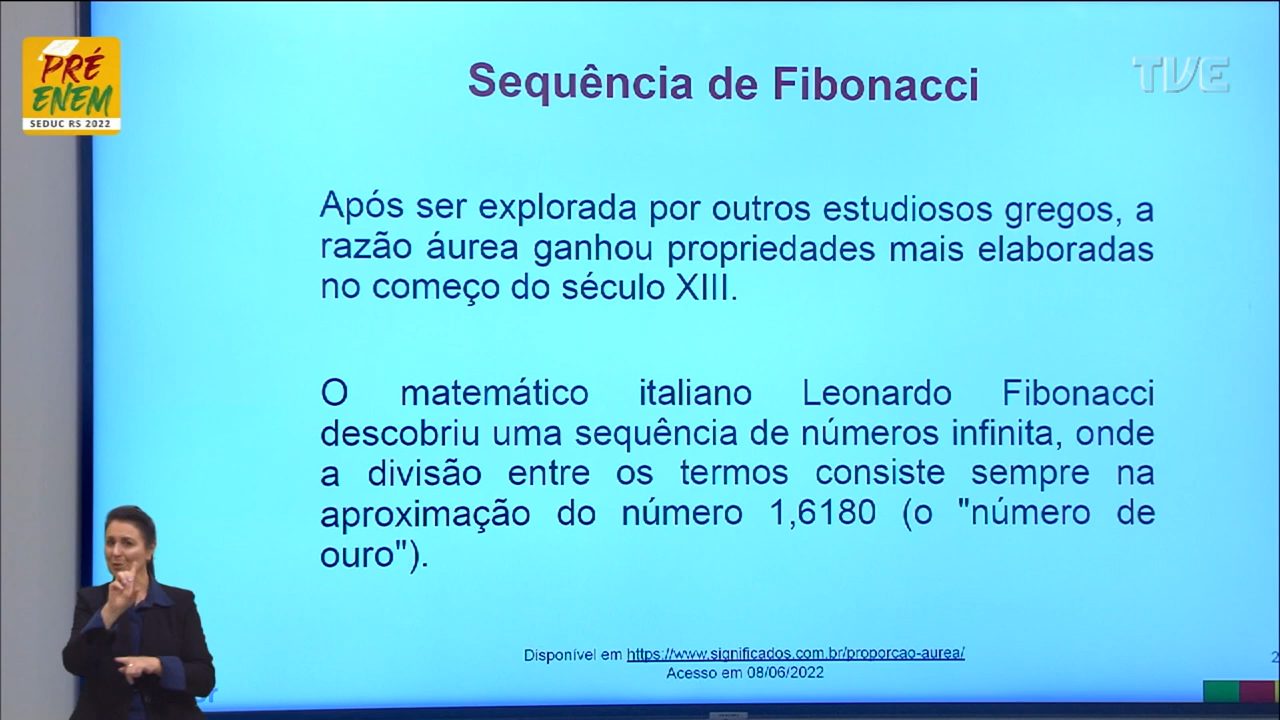 PRÉ
ENEM
SEDUC RS 2022
TVE
Sequência de Fibonacci
Após ser explorada por outros estudiosos gregos, a
razão áurea ganhou propriedades mais elaboradas
no começo do século XIII.
O matemático italiano Leonardo Fibonacci
descobriu uma sequência de números infinita, onde
a divisão entre os termos consiste sempre na
aproximação do número 1,6180 (o "número de
ouro").
Disponível em https://www.significados.com.br/proporcao-aurea/
Acesso em 08/06/2022